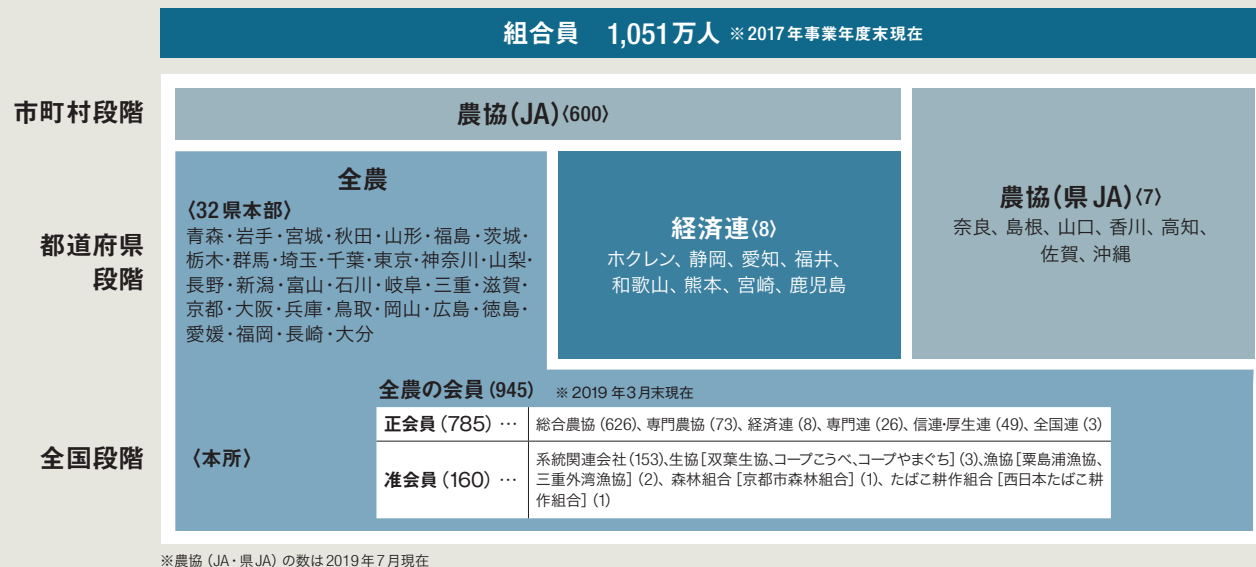 組合員 1,051万人 ※2017年事業年度末現在
市町村段階
農協(JA)〈600〉
都道府県
段階
全農
〈32県本部〉
青森・岩手・宮城・秋田・山形・福島・茨城・
栃木・群馬・埼玉・千葉・東京・神奈川・山梨・
長野・新潟・富山・石川・岐阜・三重・滋賀・
京都・大阪・兵庫・鳥取・岡山・広島・徳島・
愛媛・福岡・長崎・大分
経済連〈8〉
ホクレン、静岡、愛知、福井、
和歌山、熊本、宮崎、鹿児島
農協(県JA)〈7〉
奈良、島根、山口、香川、高知、
佐賀、沖縄
全国段階
〈本所〉
全農の会員(945) ※2019年3月末現在
正会員(785)… 総合農協(626)、専門農協(73)、経済連(8)、専門連(26)、信連・厚生連(49)、全国連(3)
准会員(160)… 系統関連会社(153)、生協[双葉生協、コープこうべ、コープやまぐち](3)、漁協[粟島浦漁協、
三重外湾漁協](2)、森林組合[京都市森林組合](1)、たばこ耕作組合[西日本たばこ耕
作組合](1)
※農協(JA・県JA)の数は2019年7月現在